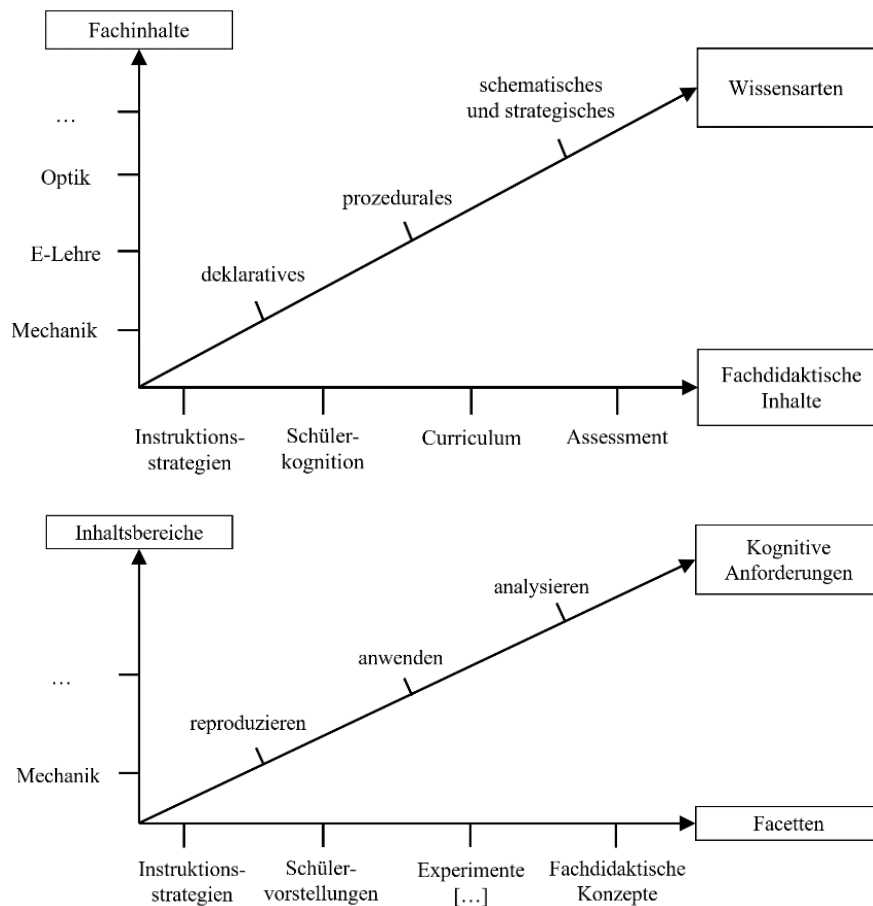 Fachinhalte
…
Optik
E-Lehre
Mechanik
deklaratives
prozedurales
schematisches
und strategisches
Wissensarten
Fachdidaktische
Inhalte
Instruktions-
strategien
Schüler-
kognition
Curriculum
Assessment
Inhaltsbereiche
…
Mechanik
reproduzieren
anwenden
analysieren
Kognitive
Anforderungen
Facetten
Instruktions-
strategien
Schüler-
vorstellungen
Experimente
[…]
Fachdidaktische
Konzepte